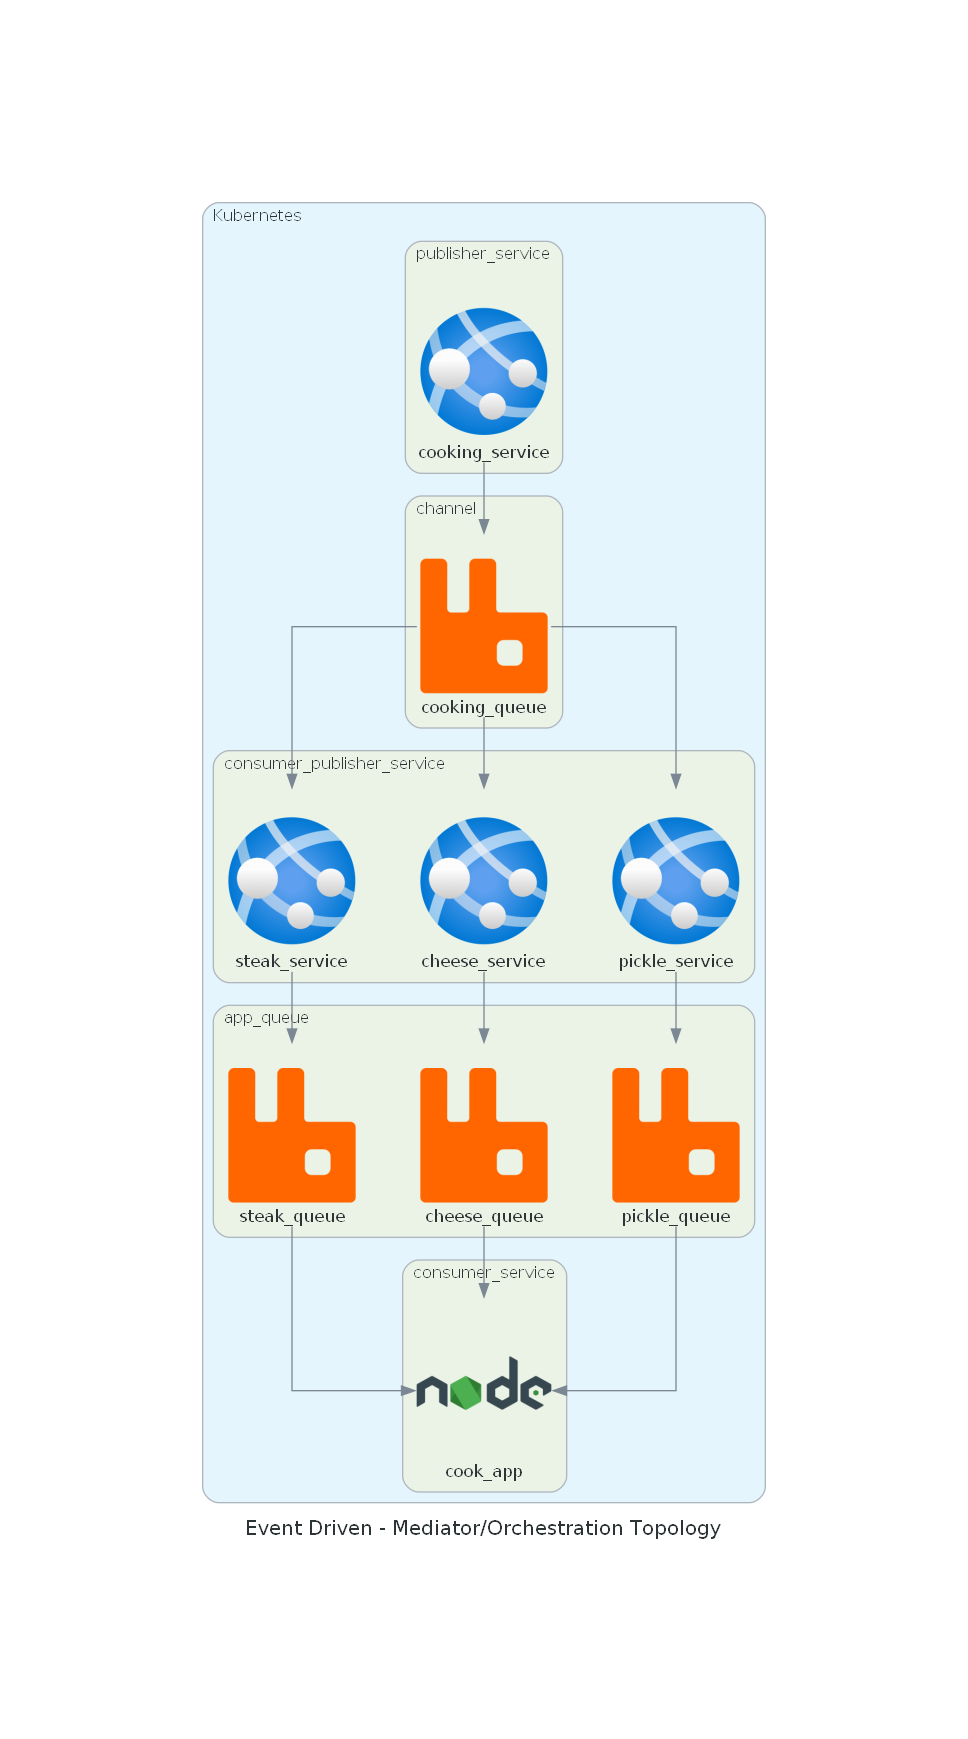 Kubernetes
publisher_service
cooking_service
channel
cooking_queue
consumer_publisher_service
steak_service
cheese_service
pickle_service
app_queue
steak_queue
cheese_queue
pickle_queue
consumer_service
node
cook_app
Event Driven - Mediator/Orchestration Topology